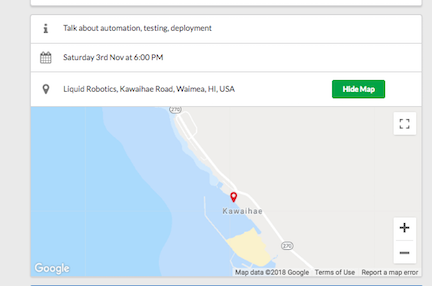 Talk about automation, testing, deployment
Saturday 3rd Nov at 6:00 PM
Liquid Robotics, Kawaihae Road, Waimea, HI, USA
Hide Map
270
Kawaihae
270
Google
Map data ©2018 Google
Terms of Use
Report a map error